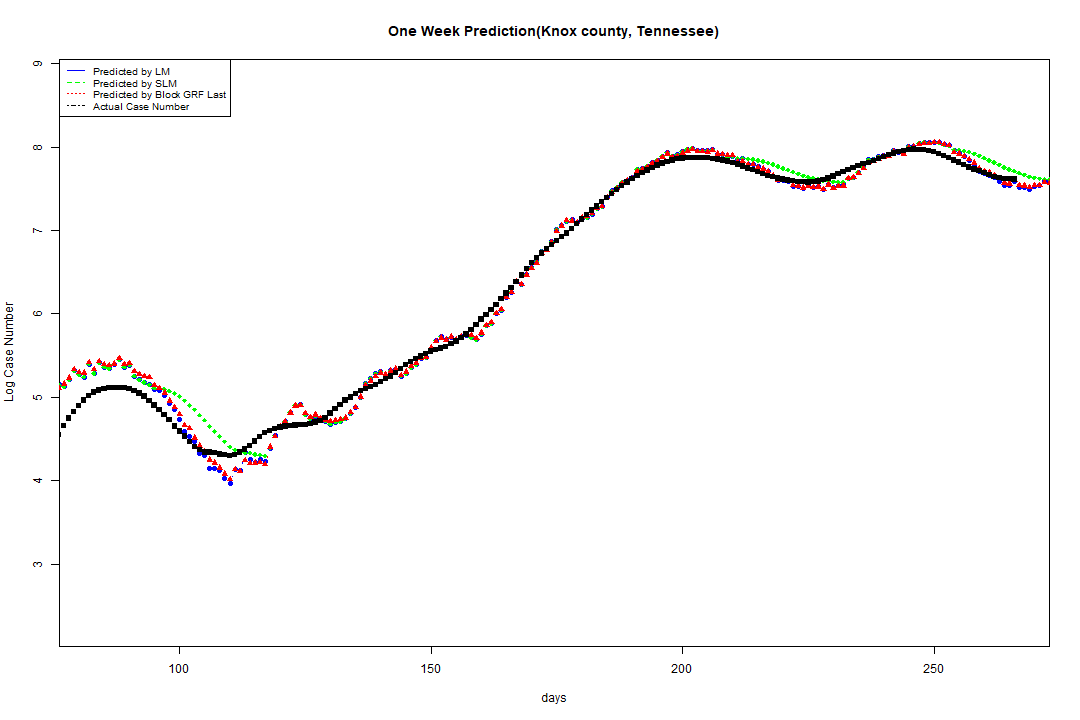 One Week Prediction(Knox county, Tennessee)
Predicted by LM
Predicted by SLM
Predicted by Block GRF Last
Actual Case Number
9
8
7
6
5
4
3
Log Case Number
100 150 200 250
days